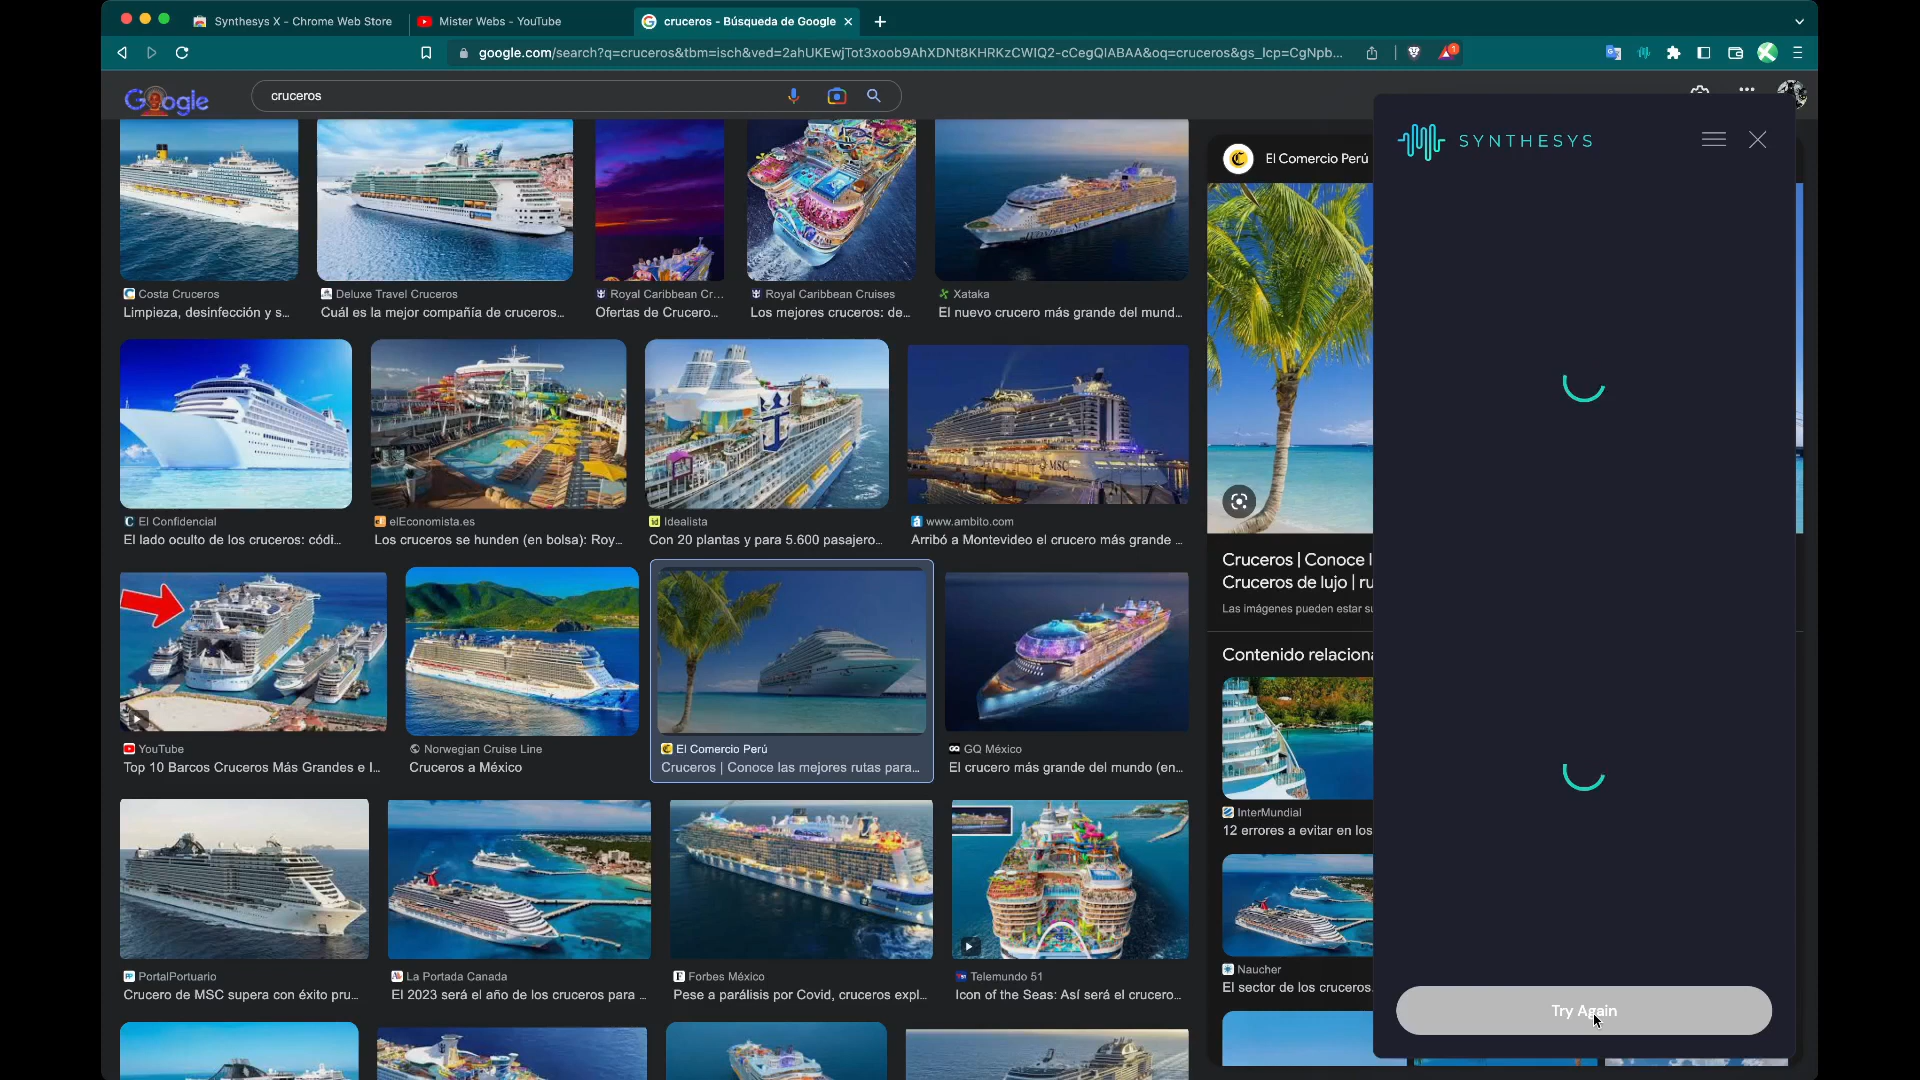 Synthesys X - Chrome Web Store
Mister Webs - YouTube
cruceros - Búsqueda de Google
google.com/search?q=cruceros&tbm=isch&ved=2ahUKEwjTot3xoob9AhXDNt8KHRKzCWIQ2-cCegQIABAA&oq=cruceros&gs_lcp=CgNpb...
1
Google
cruceros
SYNTHESYS
El Comercio Perú
Costa Cruceros
Limpieza, desinfección y s...
Deluxe Travel Cruceros
Cuál es la mejor compañía de cruceros...
Royal Caribbean Cr...
Ofertas de Crucero...
Royal Caribbean Cruises
Los mejores cruceros: de...
Xataka
El nuevo crucero más grande del mund...
El Confidencial
El lado oculto de los cruceros: códi...
elEconomista.es
Los cruceros se hunden (en bolsa): Roy...
Idealista
Con 20 plantas y para 5.600 pasajero...
MSC
www.ambito.com
Arribó a Montevideo el crucero más grande ...
Cruceros | Conoce l
Cruceros de lujo | ru
Las imágenes pueden estar su
Contenido relaciona
YouTube
Top 10 Barcos Cruceros Más Grandes e I...
Norwegian Cruise Line
Cruceros a México
El Comercio Perú
Cruceros | Conoce las mejores rutas para...
GQ México
El crucero más grande del mundo (en...
InterMundial
12 errores a evitar en los
PortalPortuario
Crucero de MSC supera con éxito pru...
La Portada Canada
El 2023 será el año de los cruceros para ...
Forbes México
Pese a parálisis por Covid, cruceros expl...
Telemundo 51
Icon of the Seas: Así será el crucero...
Naucher
El sector de los cruceros
Try Again